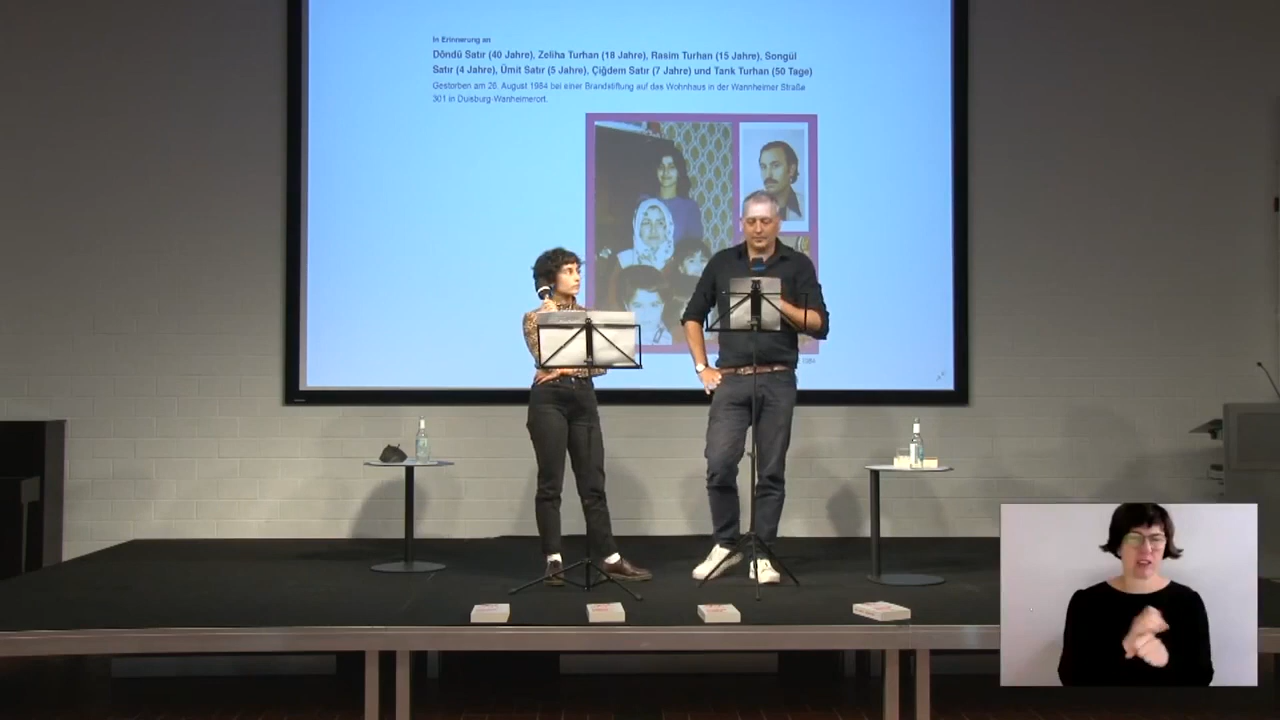 In Erinnerung an
Döndü Satır (40 Jahre), Zeliha Turhan (18 Jahre), Rasim Turhan (15 Jahre), Songül
Satır (4 Jahre), Ümit Satır (5 Jahre), Çiğdem Satır (7 Jahre) und Tarık Turhan (50 Tage)
Gestorben am 26. August 1984 bei einer Brandstiftung auf das Wohnhaus in der Wannheimer Straße
301 in Duisburg-Wanheimerort.